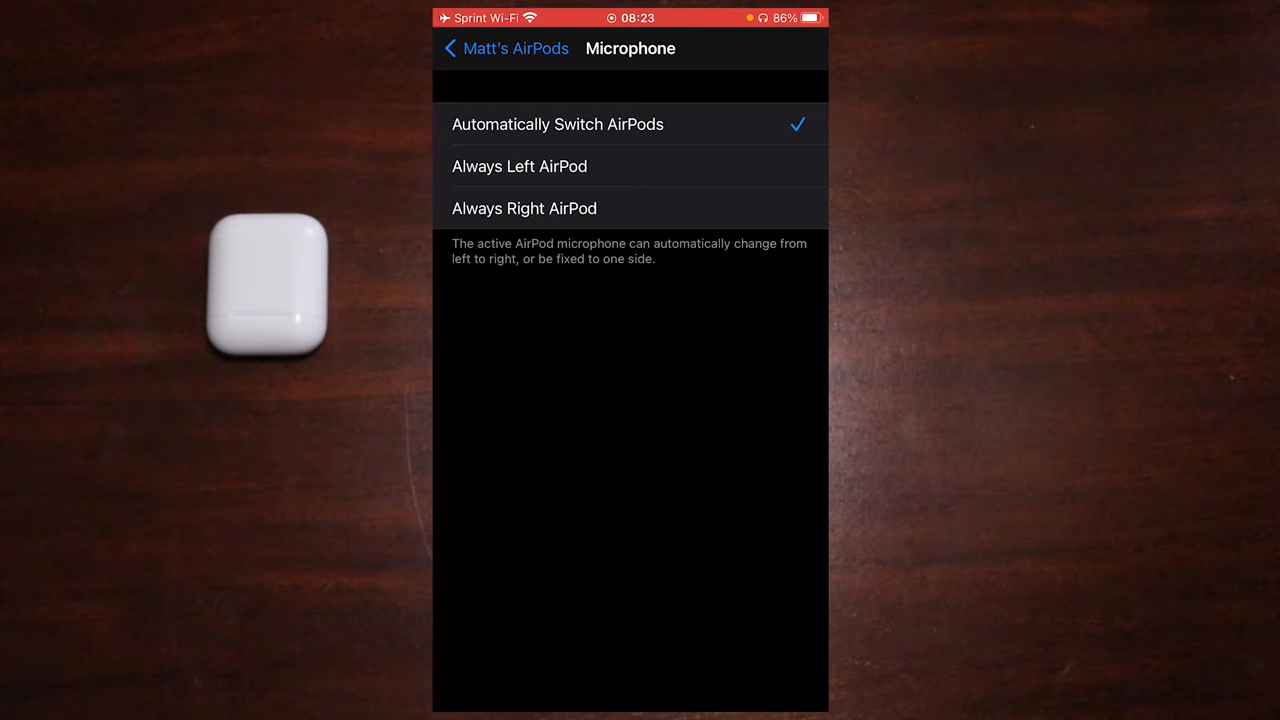 Sprint Wi-Fi 08:23 86%
Matt's AirPods Microphone
Automatically Switch AirPods
Always Left AirPod
Always Right AirPod
The active AirPod microphone can automatically change from
left to right, or be fixed to one side.